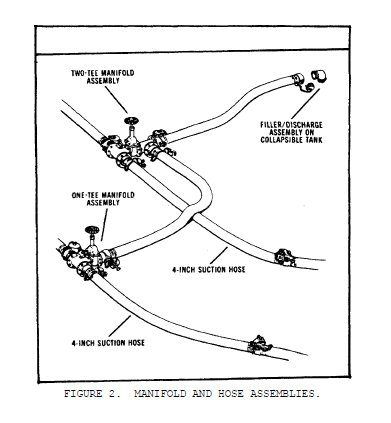 TWO-TEE MANIFOLD
ASSEMBLY
FILLER/DISCHARGE
ASSEMBLY ON
COLLAPSIBLE TANK
ONE-TEE MANIFOLD
ASSEMBLY
4-INCH SUCTION HOSE
4-INCH SUCTION HOSE
FIGURE 2. MANIFOLD AND HOSE ASSEMBLIES.